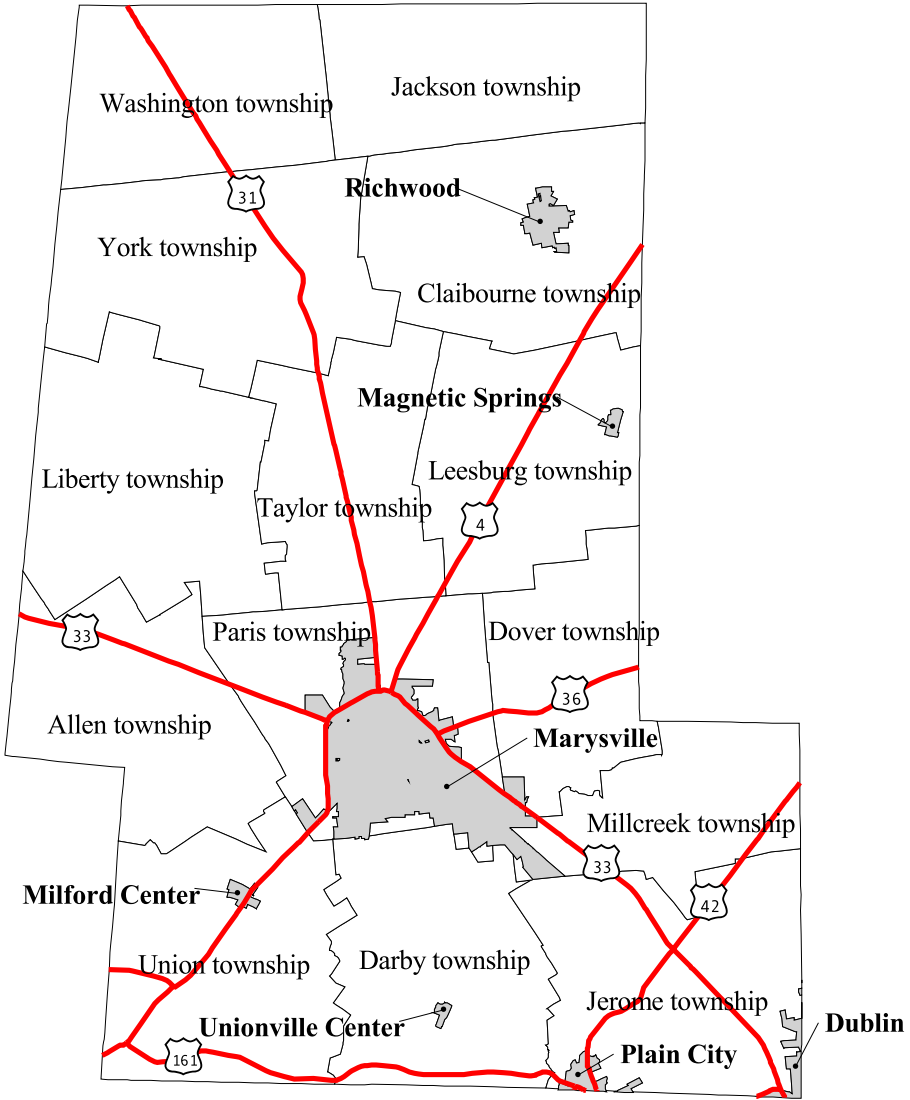 Jackson township
Washington township
Richwood
31
York township
Claibourne township
Magnetic Springs
Leesburg township
Liberty township
Taylor township
4
Paris township
Dover township
33
36
Allen township
Marysville
Millcreek township
33
Milford Center
42
Darby township
Union township
Jerome township
Unionville Center
Dublin
Plain City
161